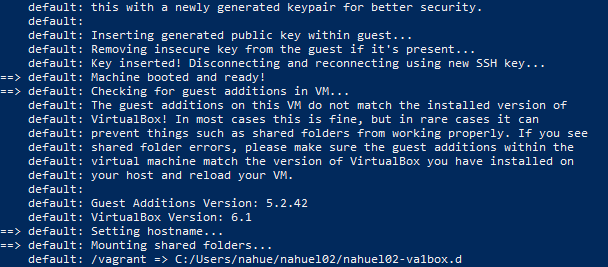 default: this with a newly generated keypair for better security.
default:
default: Inserting generated public key within guest...
default: Removing insecure key from the guest if it's present...
default: Key inserted! Disconnecting and reconnecting using new SSH key...
==> default: Machine booted and ready!
==> default: Checking for guest additions in VM...
default: The guest additions on this VM do not match the installed version of
default: VirtualBox! In most cases this is fine, but in rare cases it can
default: prevent things such as shared folders from working properly. If you see
default: shared folder errors, please make sure the guest additions within the
default: virtual machine match the version of VirtualBox you have installed on
default: your host and reload your VM.
default:
default: Guest Additions Version: 5.2.42
default: VirtualBox Version: 6.1
==> default: Setting hostname...
==> default: Mounting shared folders...
default: /vagrant => C:/Users/nahue/nahuel02/nahuel02-va1box.d